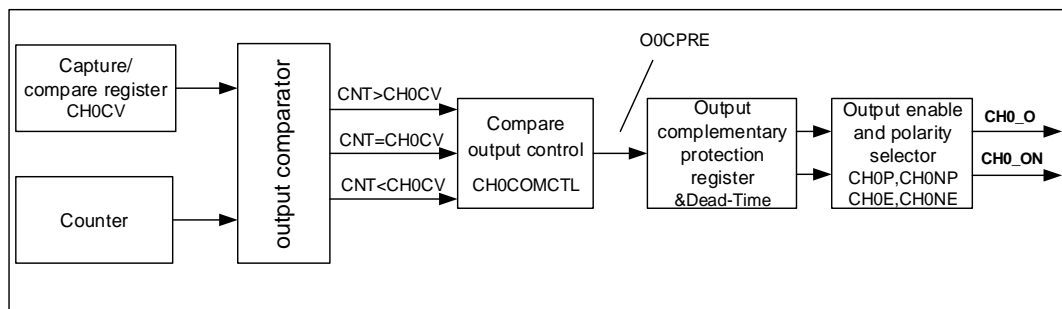 O0CPRE
Capture/
compare register
CH0CV
Counter
output comparator
CNT>CH0CV
CNT=CH0CV
CNT<CH0CV
Compare
output control
CH0COMCTL
Output
complementary
protection
register
&Dead-Time
Output enable
and polarity
selector
CH0P,CH0NP
CH0E,CH0NE
CH0_O
CH0_ON